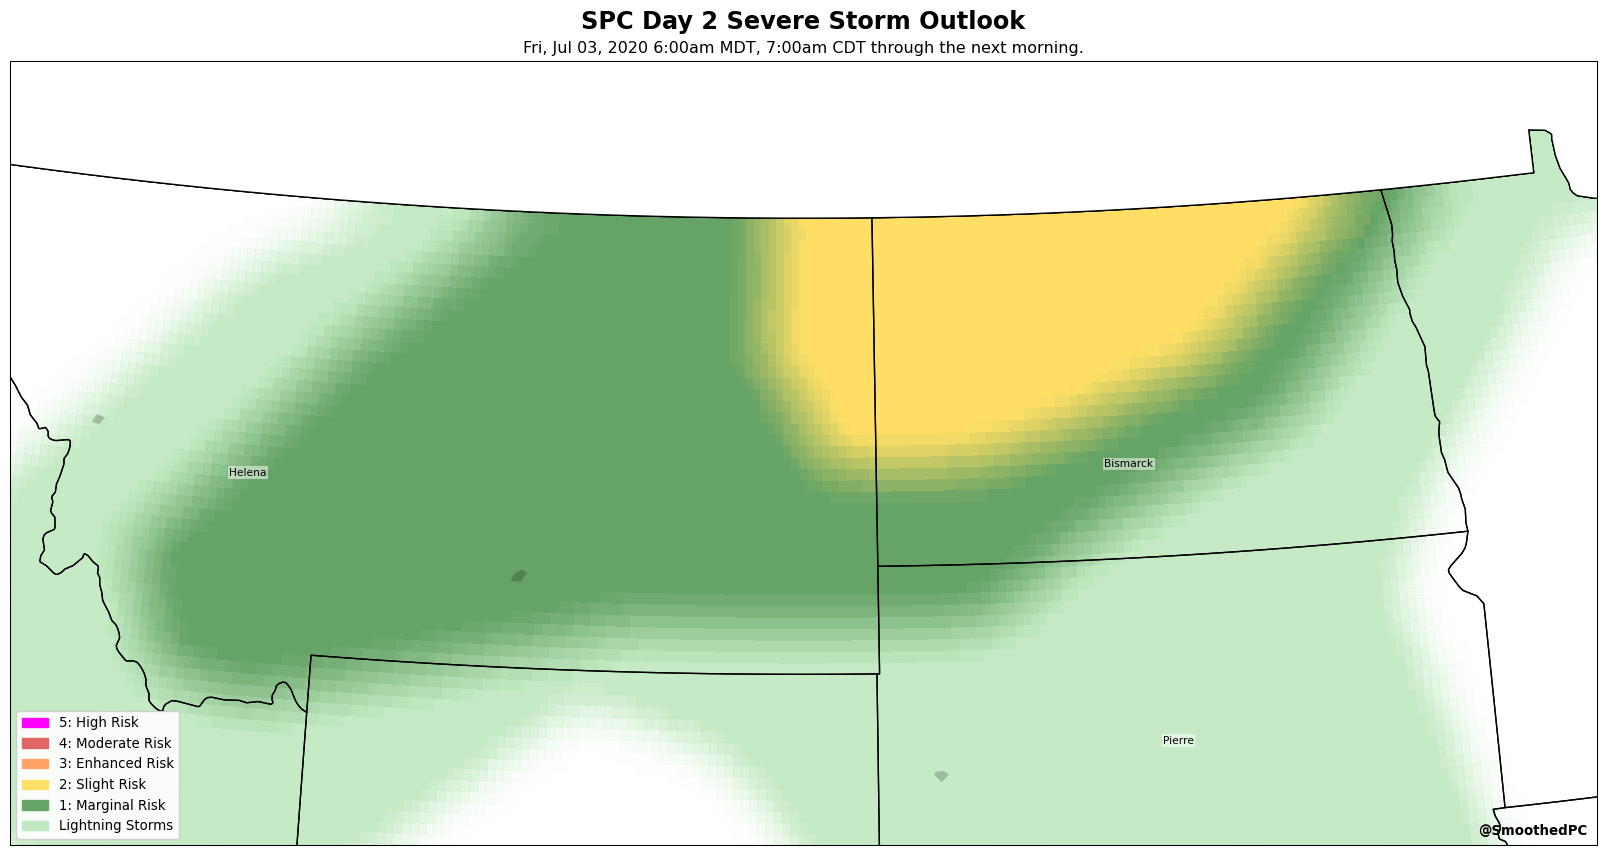 SPC Day 2 Severe Storm Outlook
Fri, Jul 03, 2020 6:00am MDT, 7:00am CDT through the next morning.
Bismarck
Helena
Pierre
5: High Risk
4: Moderate Risk
3: Enhanced Risk
2: Slight Risk
1: Marginal Risk
Lightning Storms
@SmoothedPC